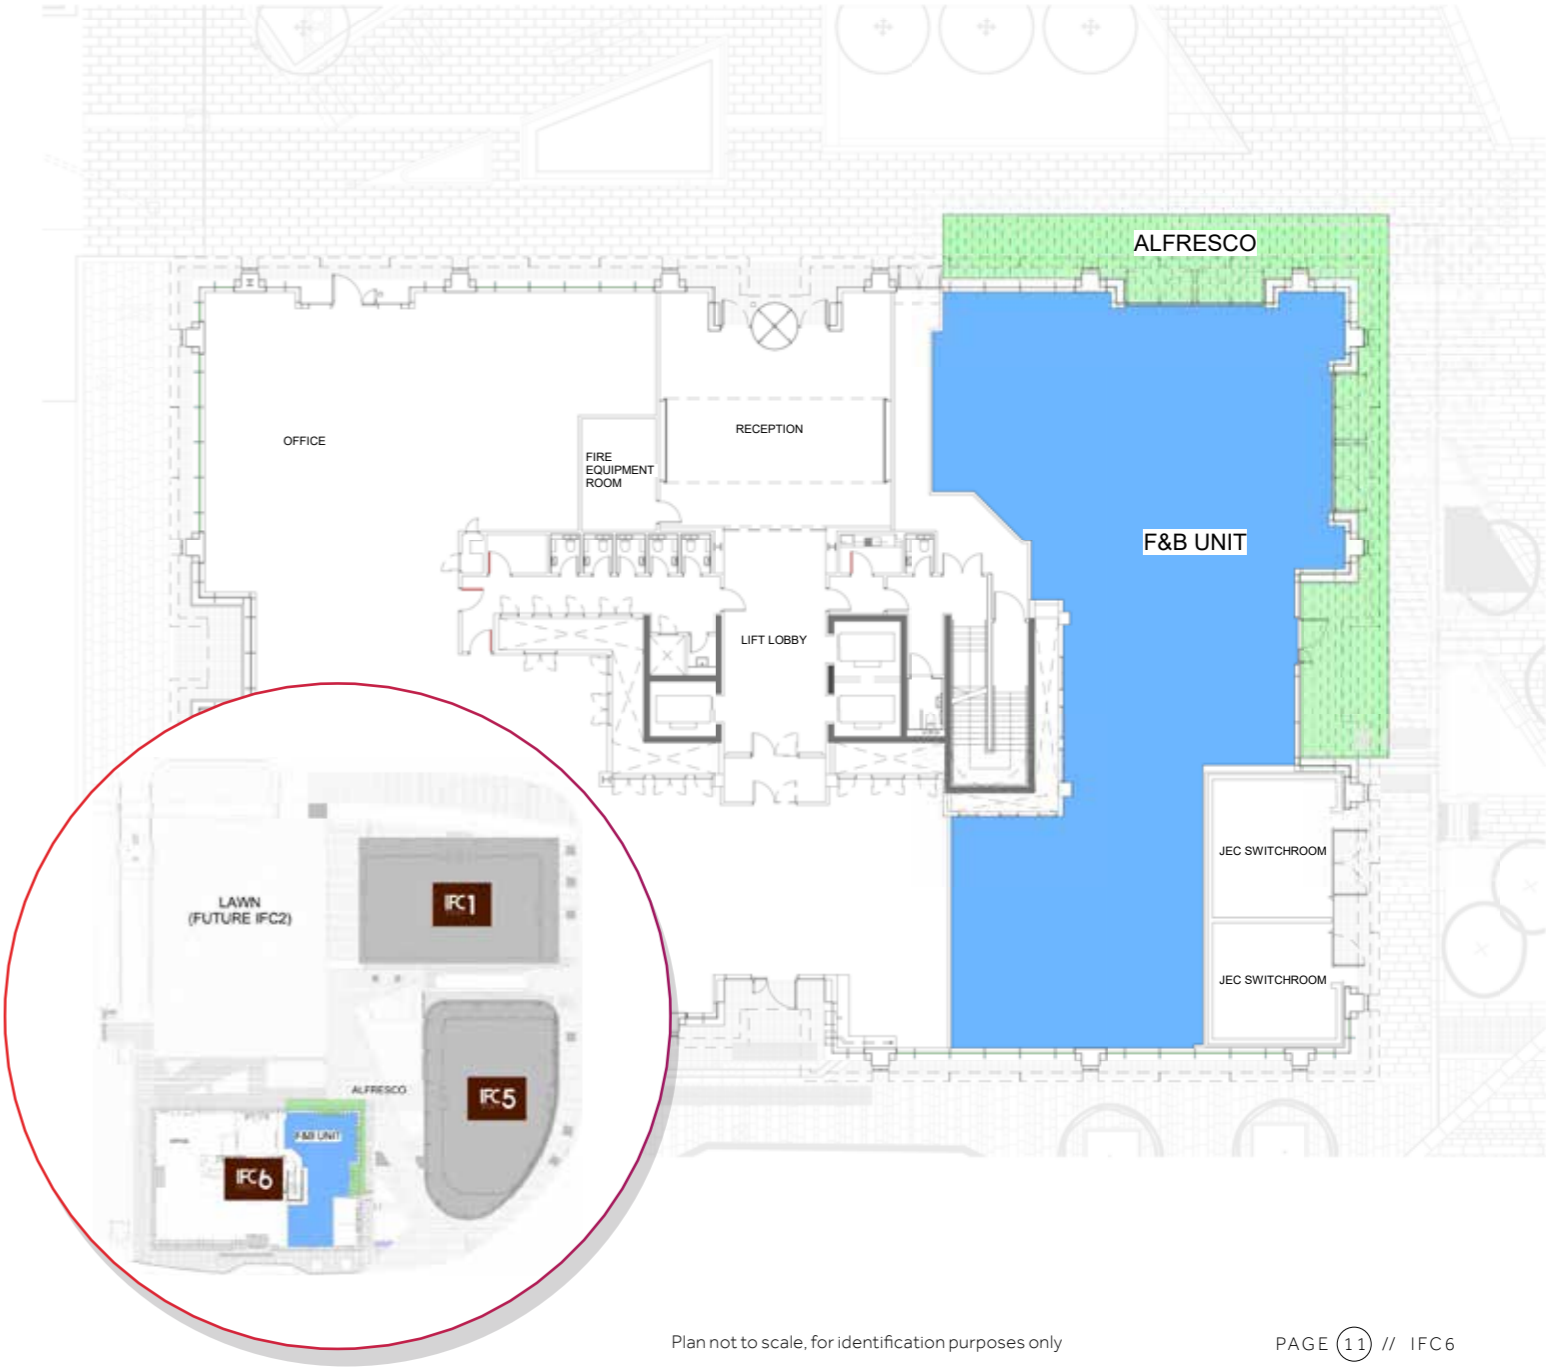 ALFRESCO
OFFICE
RECEPTION
FIRE
EQUIPMENT
ROOM
F&B UNIT
LIFT LOBBY
JEC SWITCHROOM
JEC SWITCHROOM
LAWN
(FUTURE IFC2)
IFC1
ALFRESCO
IFC5
F&B UNIT
IFC6
Plan not to scale, for identification purposes only
PAGE 11 // IFC6